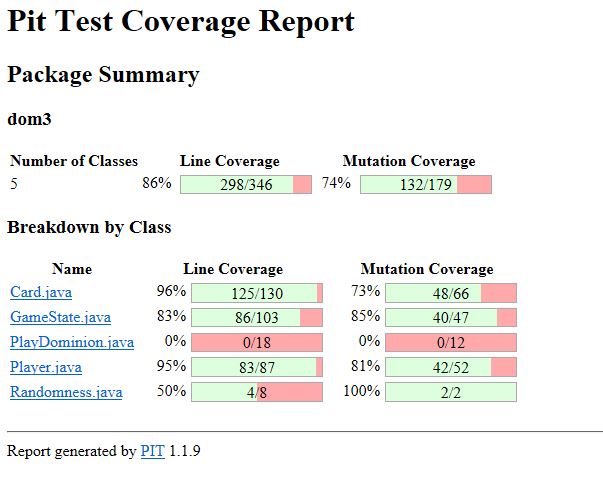 Pit Test Coverage Report
Package Summary
dom3
Number of Classes Line Coverage Mutation Coverage
5 86% 298/346 74% 132/179
Breakdown by Class
Name Line Coverage Mutation Coverage
Card.java 96% 125/130 73% 48/66
GameState.java 83% 86/103 85% 40/47
PlayDominion.java 0% 0/18 0% 0/12
Player.java 95% 83/87 81% 42/52
Randomness.java 50% 4/8 100% 2/2
Report generated by PIT 1.1.9